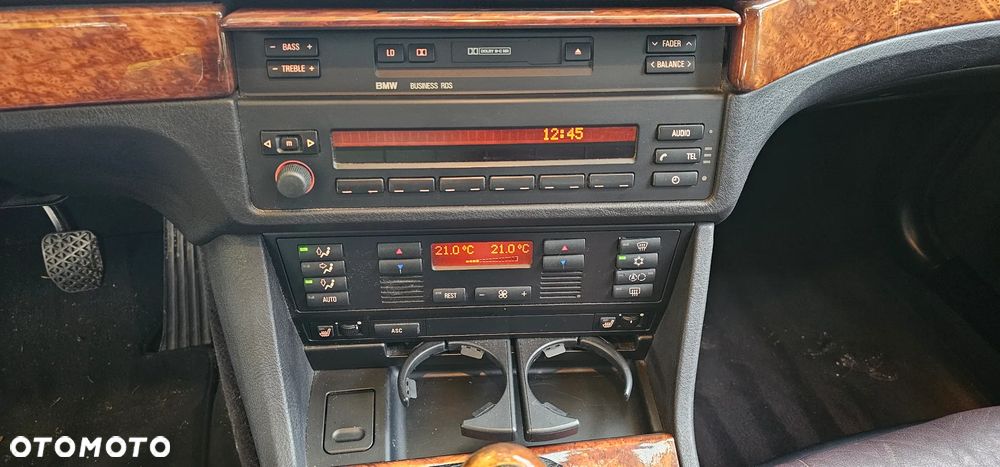 − BASS +
− TREBLE +
LD
DOLBY B-C NR
FADER
< BALANCE >
BMW BUSINESS RDS
m
12:45
AUDIO
TEL
21.0°C 21.0°C
AUTO
REST
− +
A
ASC
OTOMOTO